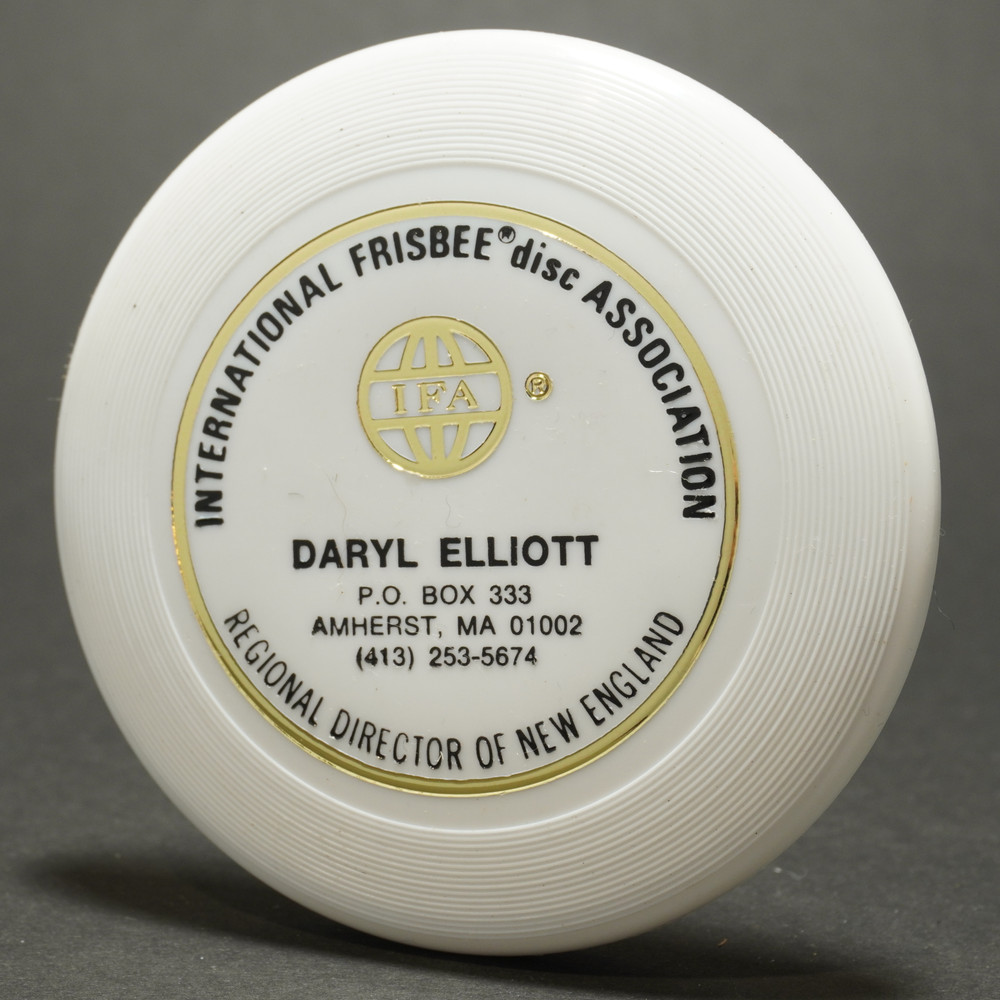 INTERNATIONAL FRISBEE® disc ASSOCIATION
IFA ®
DARYL ELLIOTT
P.O. BOX 333
AMHERST, MA 01002
(413) 253-5674
REGIONAL DIRECTOR OF NEW ENGLAND